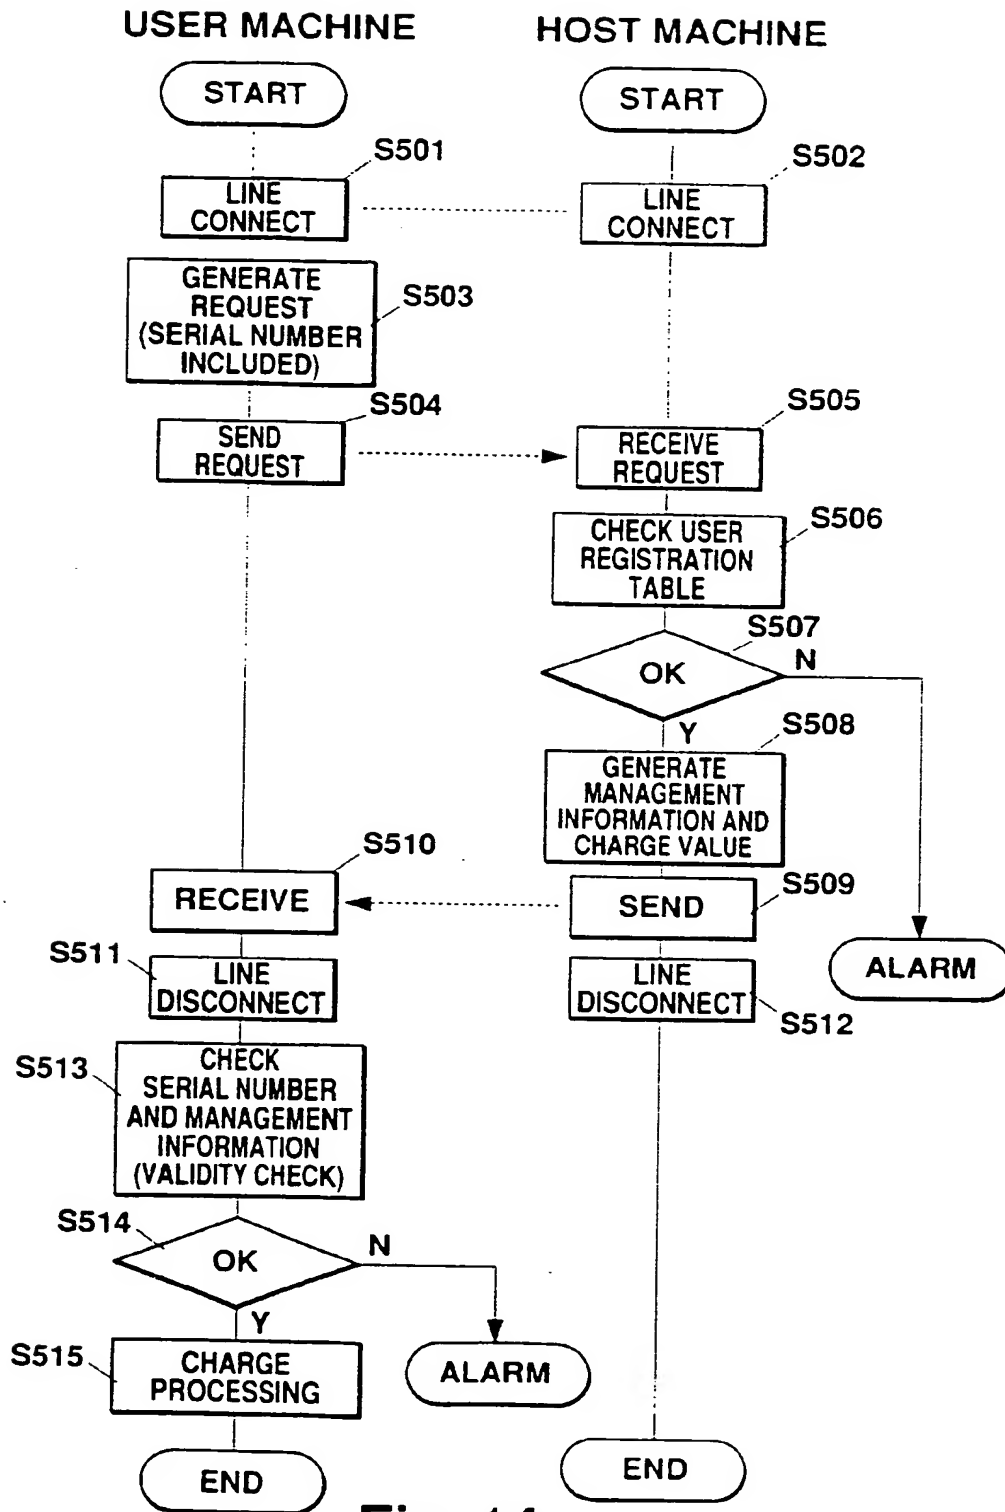 USER MACHINE
HOST MACHINE
START
START
S501
S502
LINE
CONNECT
LINE
CONNECT
GENERATE
REQUEST
(SERIAL NUMBER
INCLUDED)
S503
S504
SEND
REQUEST
S505
RECEIVE
REQUEST
S506
CHECK USER
REGISTRATION
TABLE
S507
OK
N
Y
S508
GENERATE
MANAGEMENT
INFORMATION AND
CHARGE VALUE
S510
RECEIVE
S509
SEND
ALARM
S511
LINE
DISCONNECT
LINE
DISCONNECT
S512
S513
CHECK
SERIAL NUMBER
AND MANAGEMENT
INFORMATION
(VALIDITY CHECK)
S514
OK
N
Y
S515
CHARGE
PROCESSING
ALARM
END
END